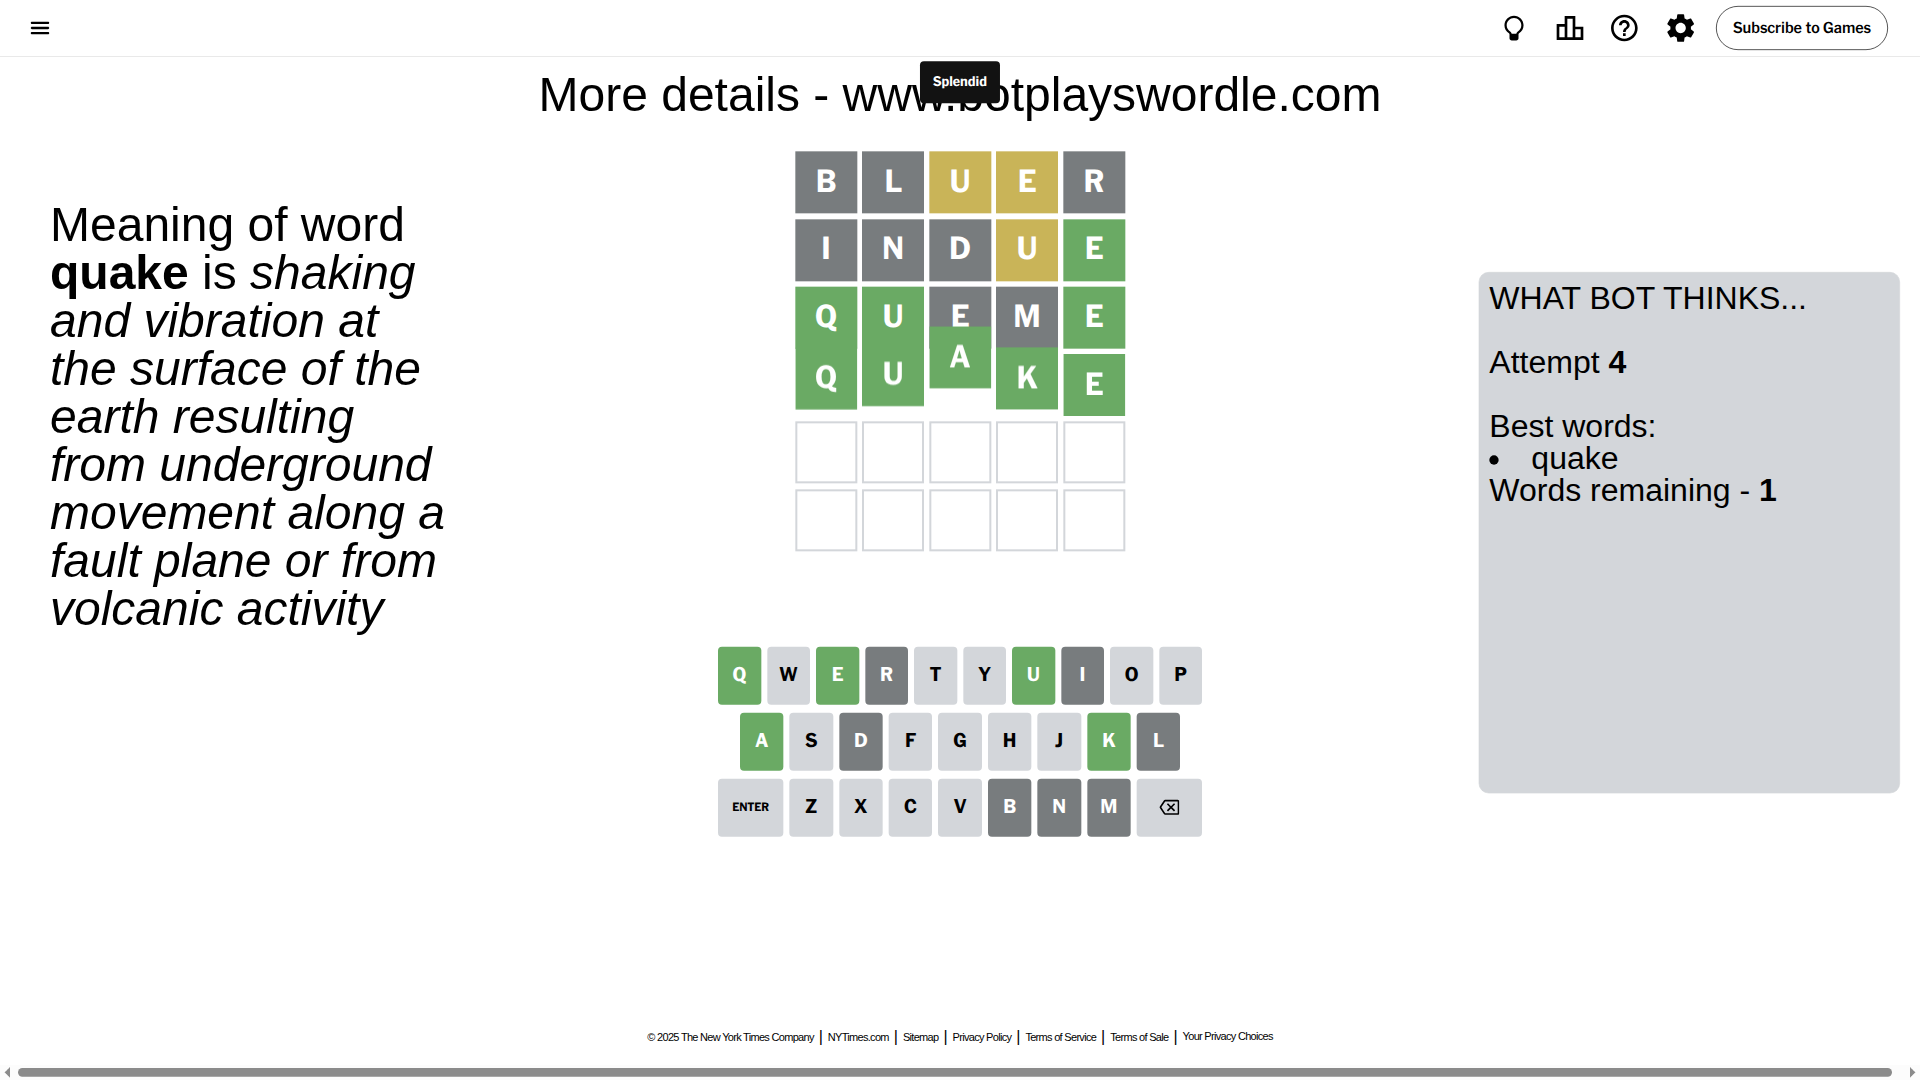 Subscribe to Games
Splendid
More details - www.botplayswordle.com
Meaning of word
quake is shaking
and vibration at
the surface of the
earth resulting
from underground
movement along a
fault plane or from
volcanic activity
B L U E R
I N D U E
Q U E M E
Q U A K E
WHAT BOT THINKS...
Attempt 4
Best words:
• quake
Words remaining - 1
Q W E R T Y U I O P
A S D F G H J K L
ENTER Z X C V B N M
© 2025 The New York Times Company | NYTimes.com | Sitemap | Privacy Policy | Terms of Service | Terms of Sale | Your Privacy Choices